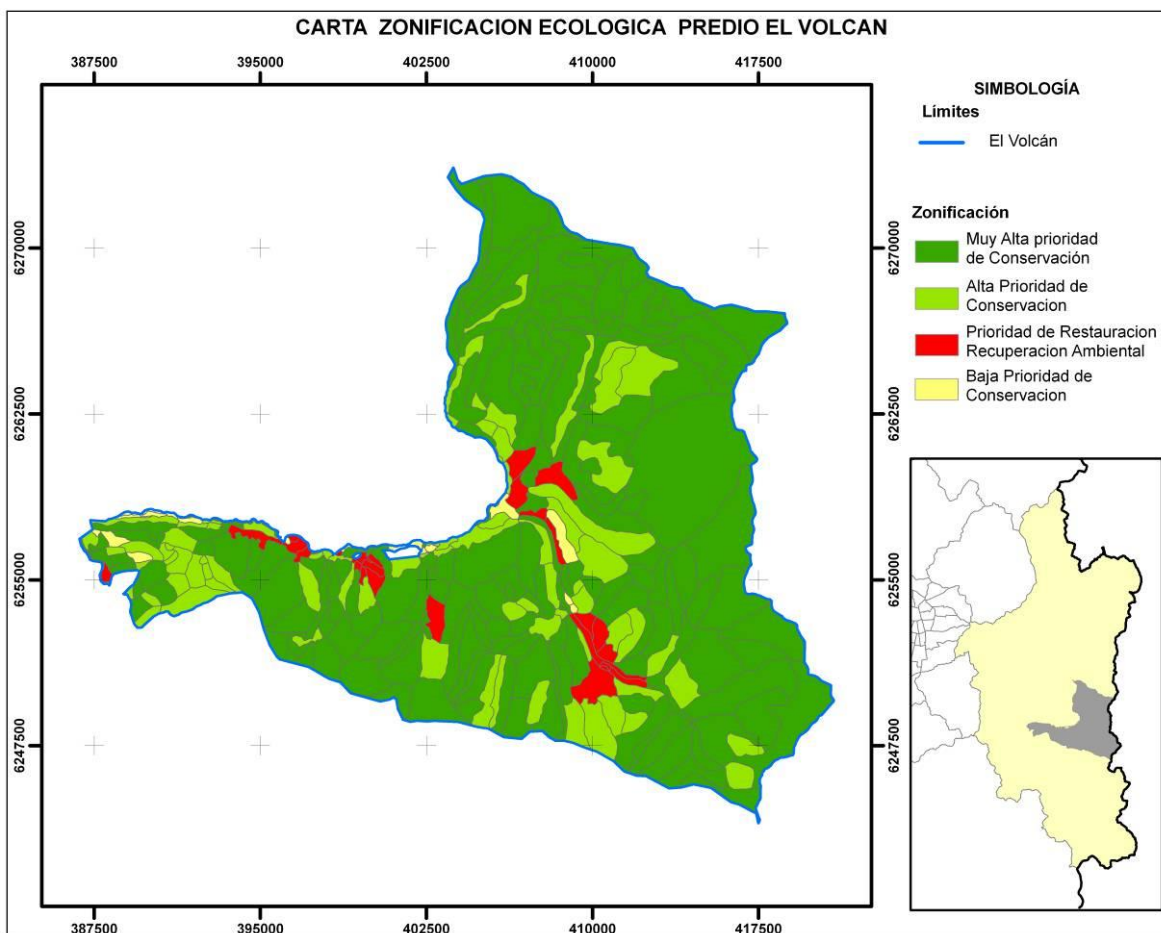 CARTA ZONIFICACION ECOLOGICA PREDIO EL VOLCAN
387500 395000 402500 410000 417500
6270000 6270000
6262500 6262500
6255000 6255000
6247500 6247500
387500 395000 402500 410000 417500
SIMBOLOGÍA
Límites
El Volcán
Zonificación
Muy Alta prioridad
de Conservación
Alta Prioridad de
Conservacion
Prioridad de Restauracion
Recuperacion Ambiental
Baja Prioridad de
Conservacion